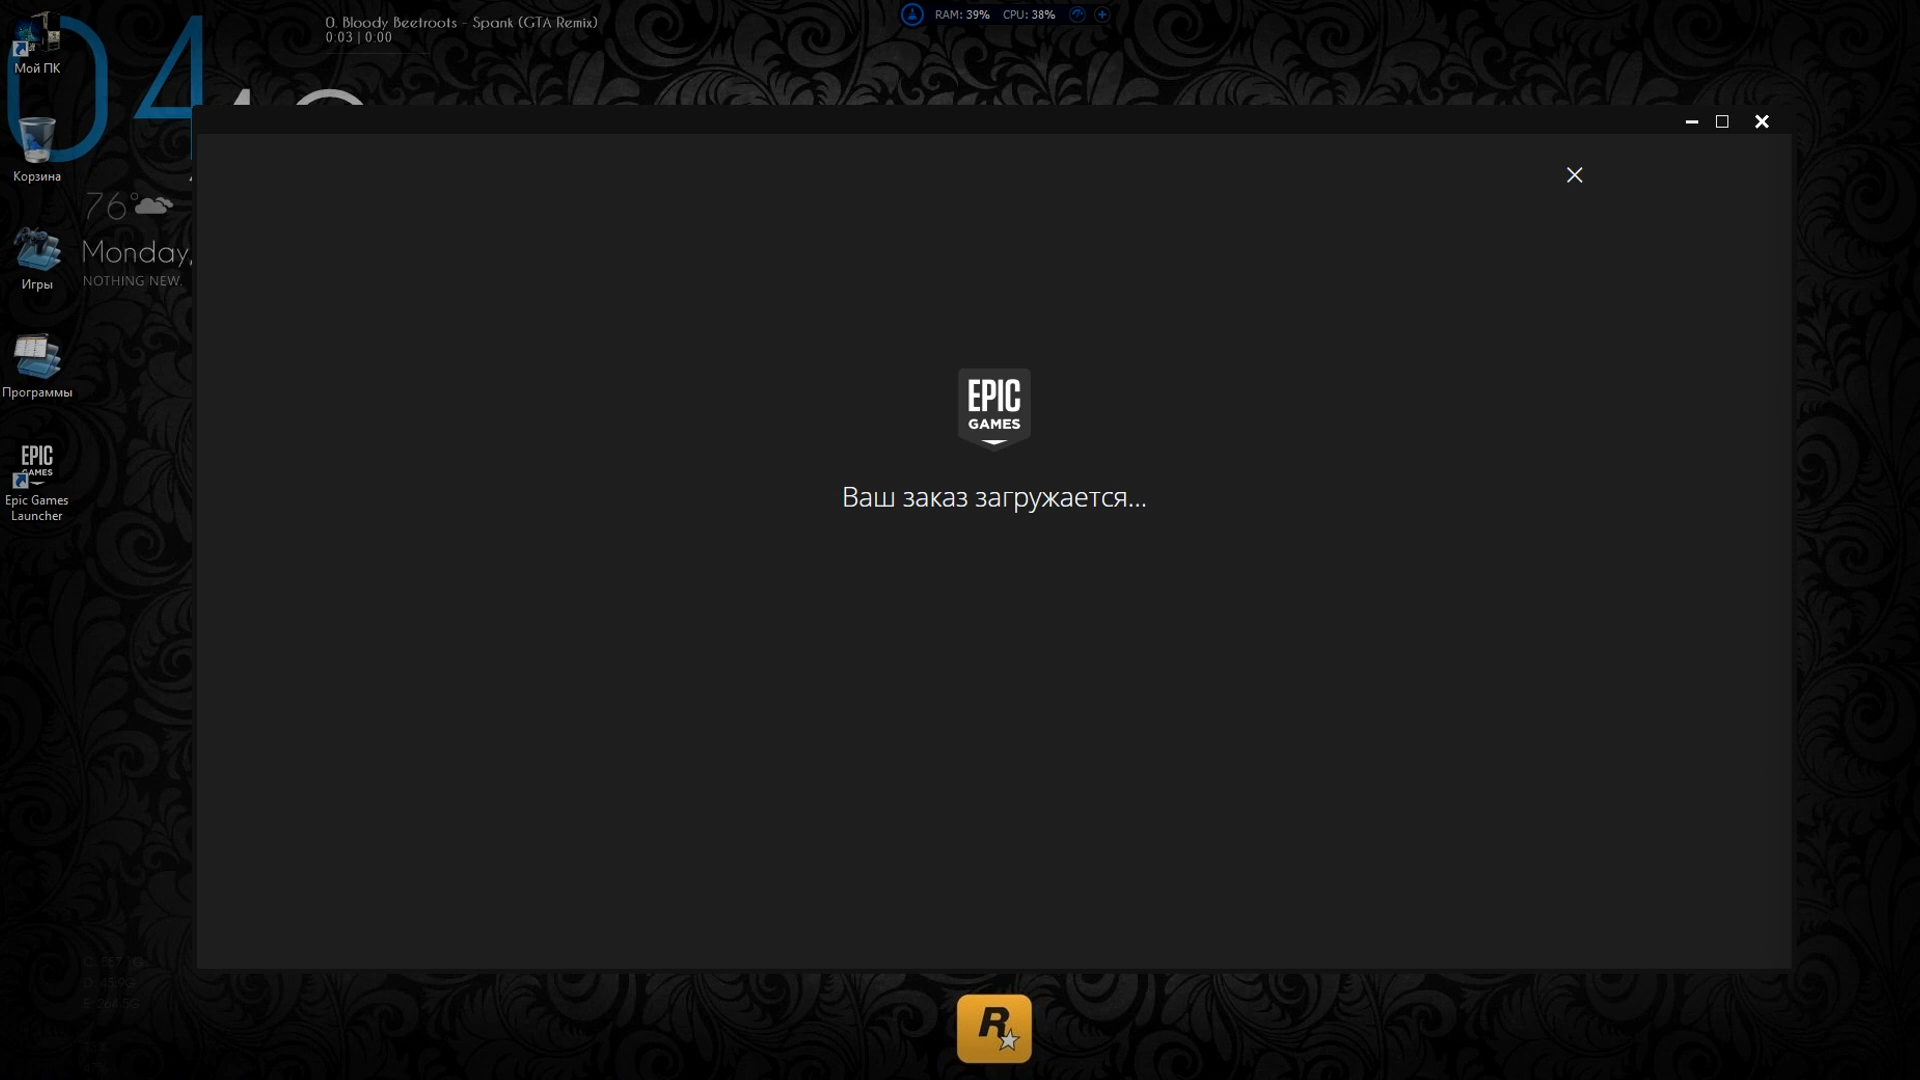 0. Bloody Beetroots - Spank (GTA Remix)
0:03 | 0:00
RAM: 39% CPU: 38%
04
Мой ПК
Корзина
76°
Monday,
NOTHING NEW.
Игры
Программы
EPIC
GAMES
Epic Games
Launcher
EPIC
GAMES
Ваш заказ загружается...
R